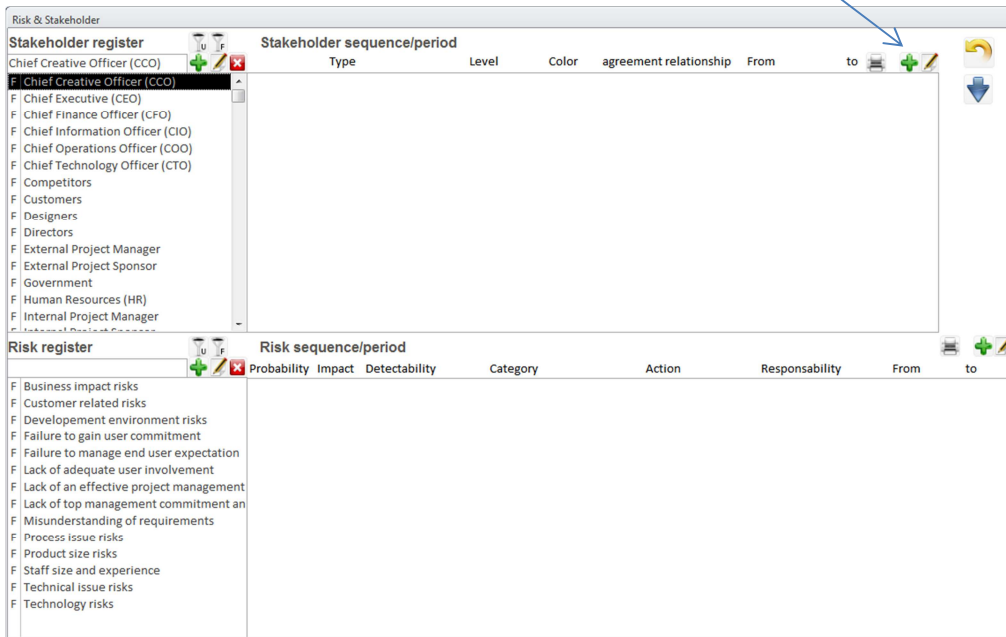 Risk & Stakeholder
Stakeholder register U F Stakeholder sequence/period
Chief Creative Officer (CCO) Type Level Color agreement relationship From to
F Chief Creative Officer (CCO)
F Chief Executive (CEO)
F Chief Finance Officer (CFO)
F Chief Information Officer (CIO)
F Chief Operations Officer (COO)
F Chief Technology Officer (CTO)
F Competitors
F Customers
F Designers
F Directors
F External Project Manager
F External Project Sponsor
F Government
F Human Resources (HR)
F Internal Project Manager
Risk register U F Risk sequence/period
Probability Impact Detectability Category Action Responsability From to
F Business impact risks
F Customer related risks
F Developement environment risks
F Failure to gain user commitment
F Failure to manage end user expectation
F Lack of adequate user involvement
F Lack of an effective project management
F Lack of top management commitment an
F Misunderstanding of requirements
F Process issue risks
F Product size risks
F Staff size and experience
F Technical issue risks
F Technology risks